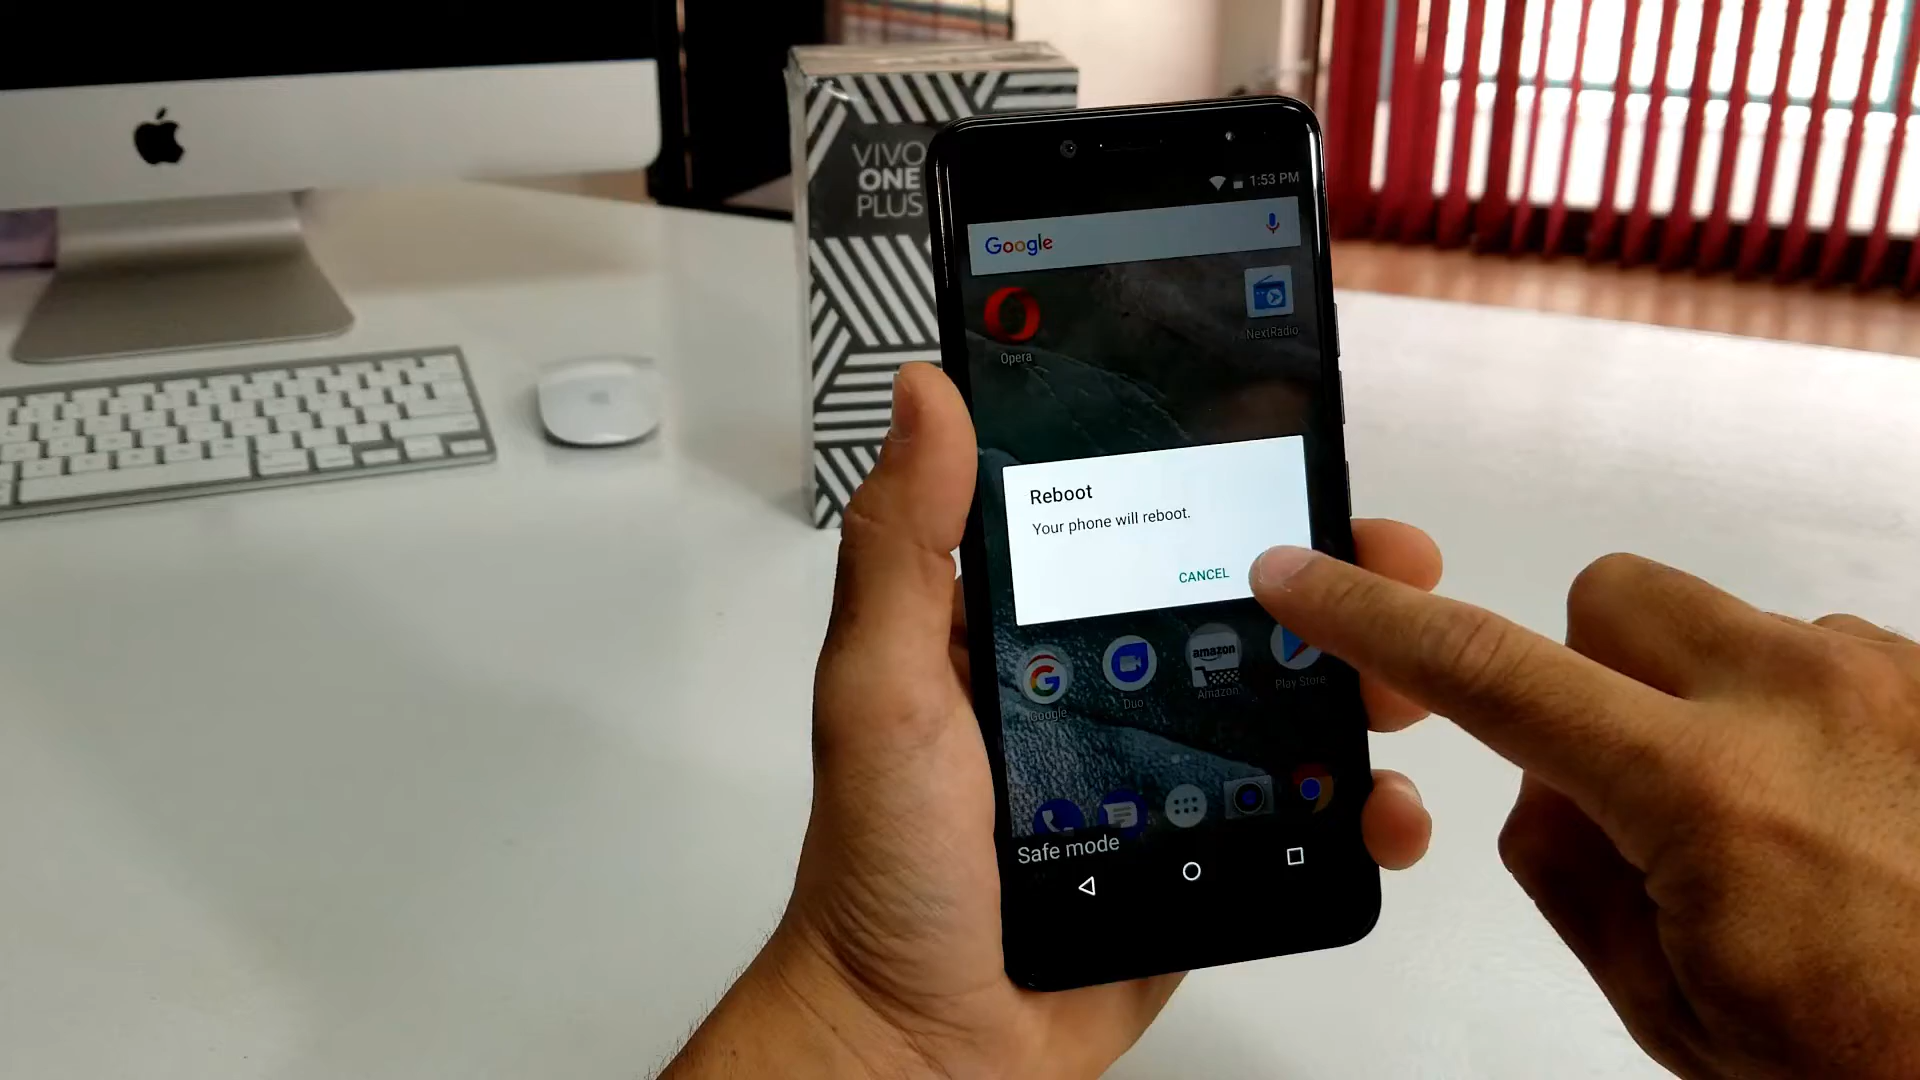 VIVO
ONE
PLUS
1:53 PM
Google
Opera
NextRadio
Reboot
Your phone will reboot.
CANCEL
amazon
Google
Duo
Amazon
Play Store
Safe mode